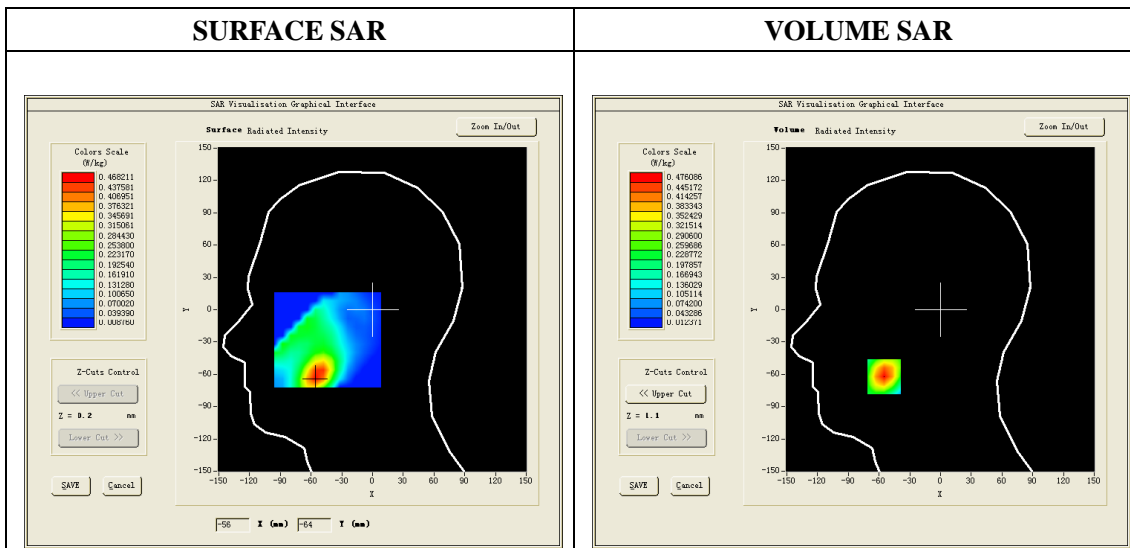 SURFACE SAR
VOLUME SAR
SAR Visualisation Graphical Interface
Surface Radiated Intensity
Zoom In/Out
Colors Scale
(W/kg)
0.468211
0.437581
0.406951
0.376321
0.345691
0.315061
0.284430
0.253800
0.223170
0.192540
0.161910
0.131280
0.100650
0.070020
0.039390
0.008760
Z-Cuts Control
<< Upper Cut
Z = 0.2 mm
Lower Cut >>
SAVE
Cancel
150
120
90
60
30
0
-30
-60
-90
-120
-150
Y
-150 -120 -90 -60 -30 0 30 60 90 120 150
X
-56 X (mm) -64 Y (mm)
SAR Visualisation Graphical Interface
Volume Radiated Intensity
Zoom In/Out
Colors Scale
(W/kg)
0.476086
0.445172
0.414257
0.383343
0.352429
0.321514
0.290600
0.259686
0.228772
0.197857
0.166943
0.136029
0.105114
0.074200
0.043286
0.012371
Z-Cuts Control
<< Upper Cut
Z = 1.1 mm
Lower Cut >>
SAVE
Cancel
150
120
90
60
30
0
-30
-60
-90
-120
-150
Y
-150 -120 -90 -60 -30 0 30 60 90 120 150
X